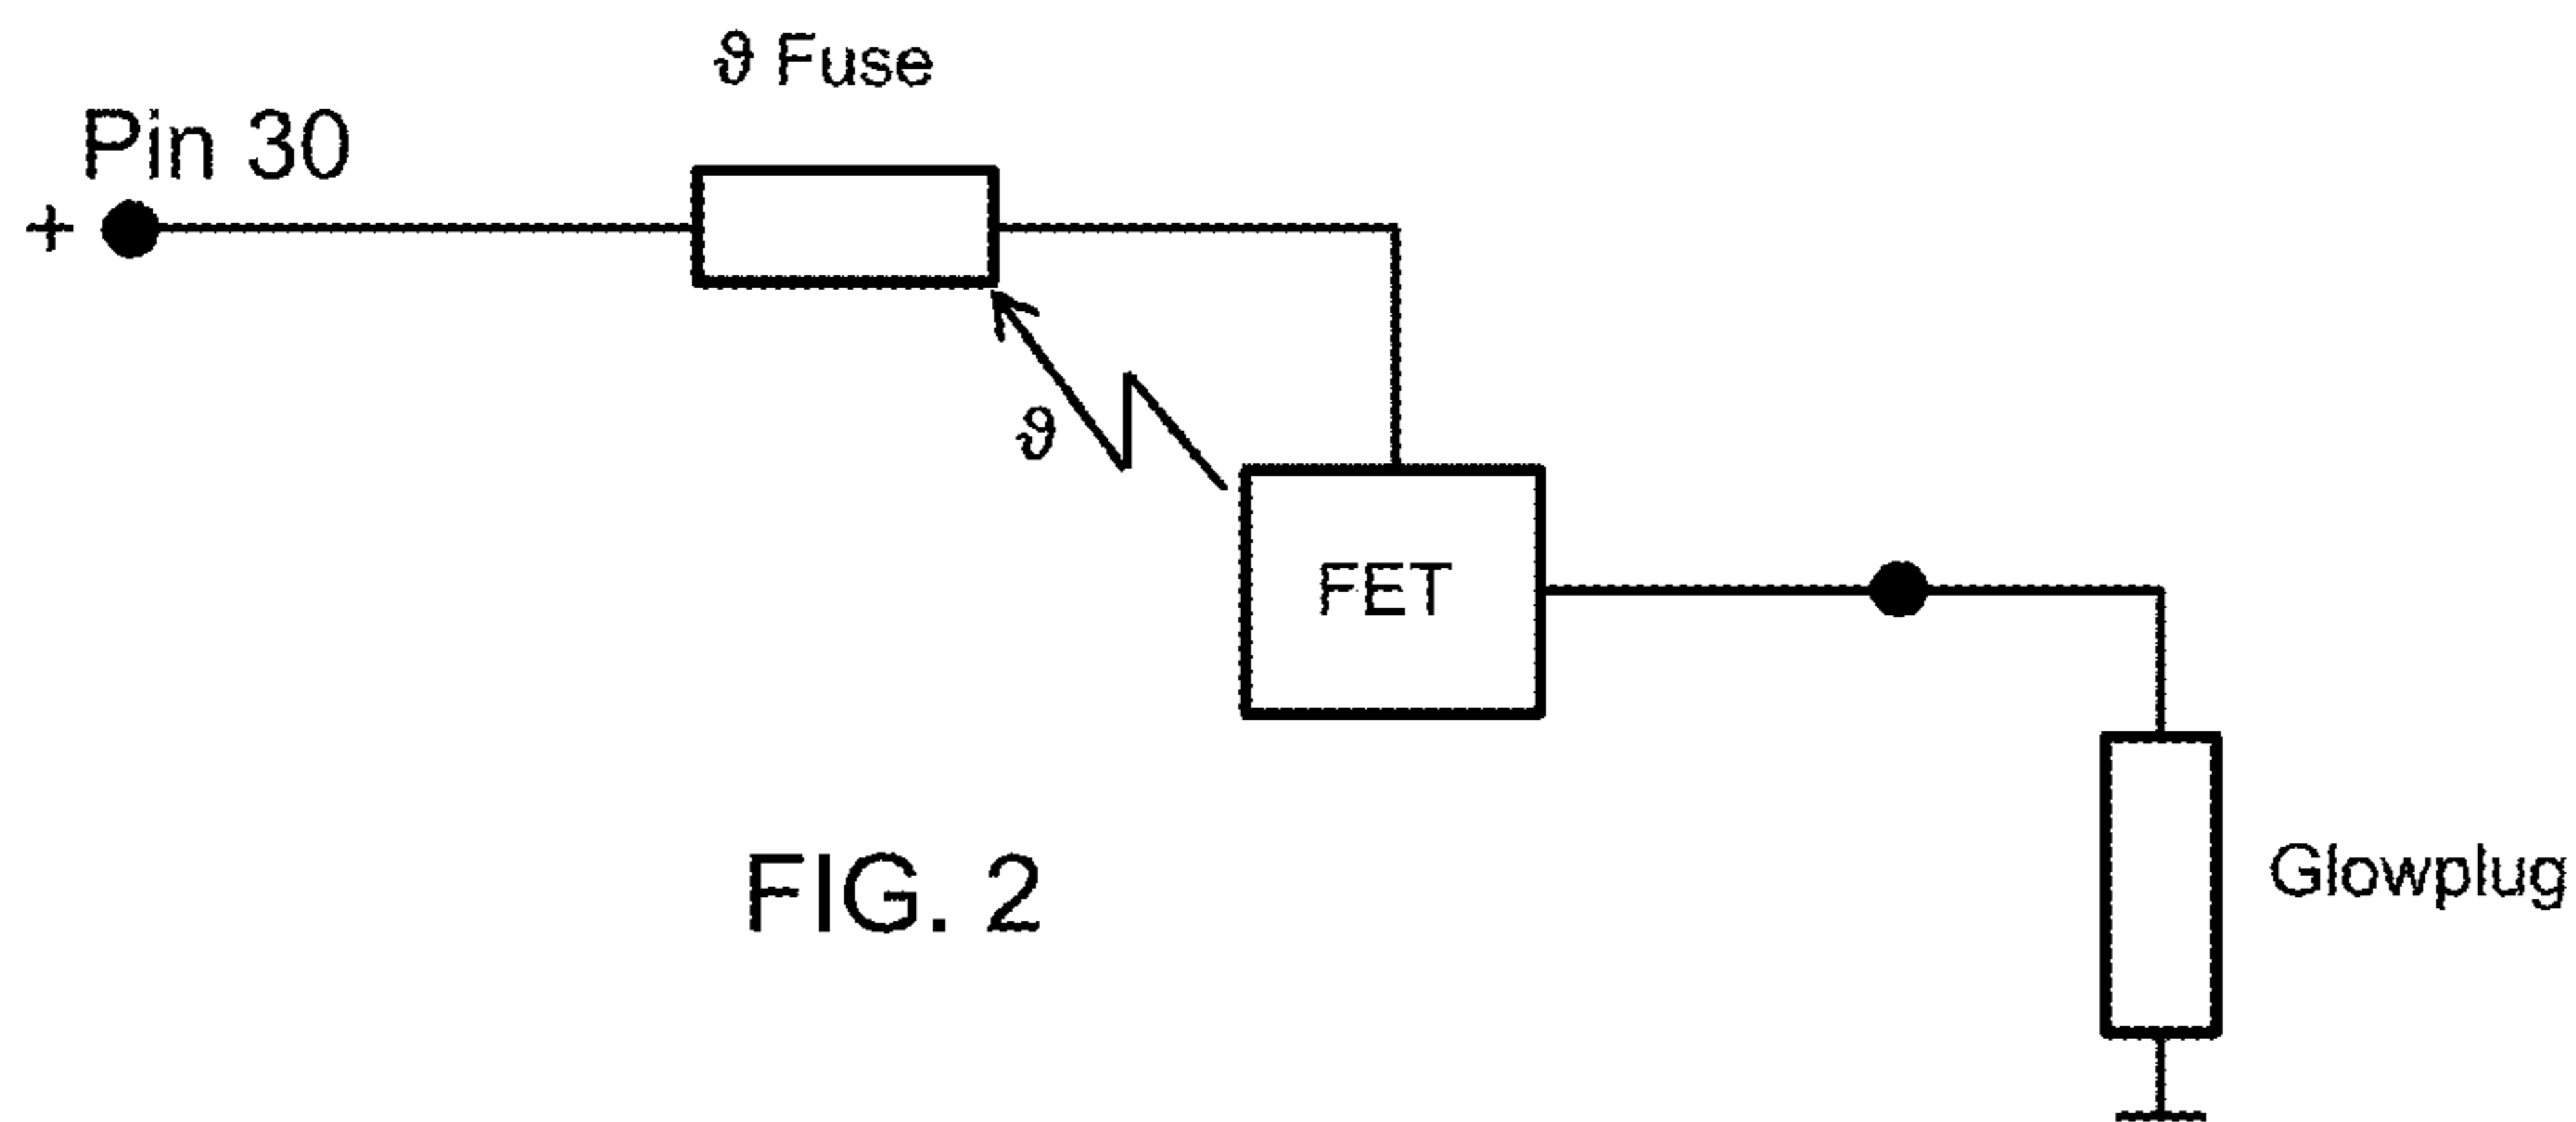 ϑ Fuse
Pin 30
+
ϑ
FET
Glowplug
FIG. 2